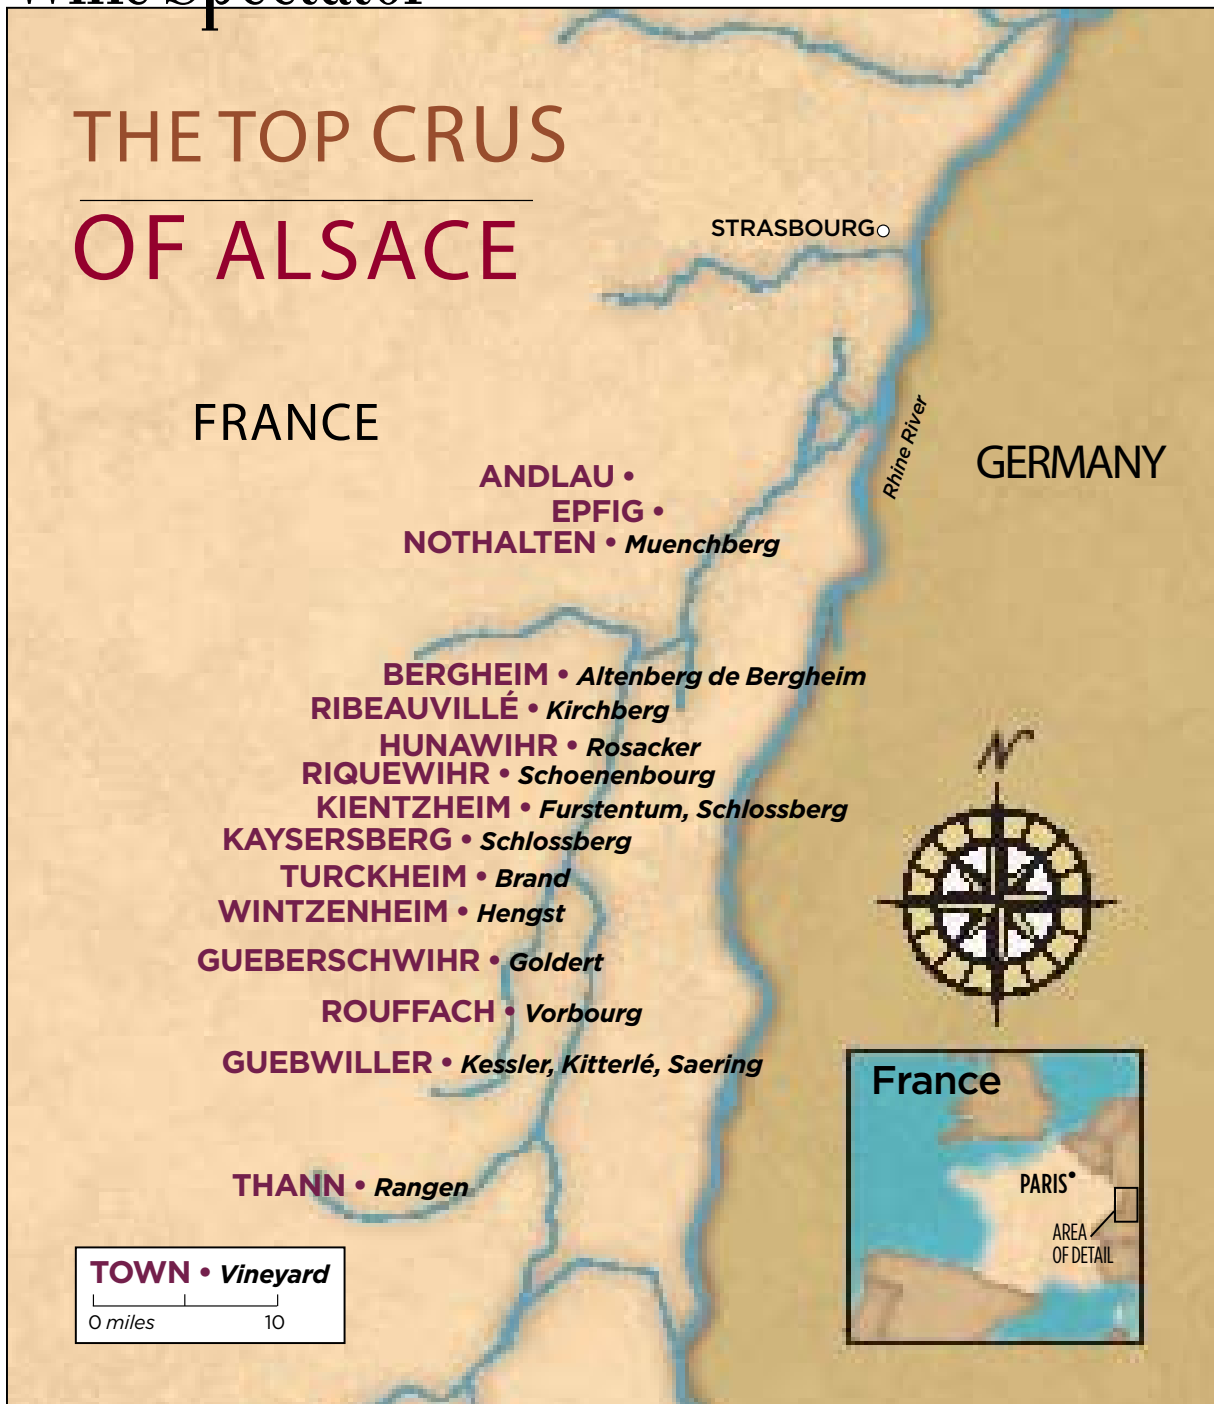 Wine Spectator
THE TOP CRUS
OF ALSACE
STRASBOURG
FRANCE
Rhine River
GERMANY
ANDLAU •
EPFIG •
NOTHALTEN • Muenchberg
BERGHEIM • Altenberg de Bergheim
RIBEAUVILLÉ • Kirchberg
HUNAWIHR • Rosacker
RIQUEWIHR • Schoenenbourg
KIENTZHEIM • Furstentum, Schlossberg
KAYSERSBERG • Schlossberg
TURCKHEIM • Brand
WINTZENHEIM • Hengst
GUEBERSCHWIHR • Goldert
ROUFFACH • Vorbourg
GUEBWILLER • Kessler, Kitterlé, Saering
THANN • Rangen
N
France
PARIS
AREA
OF DETAIL
TOWN • Vineyard
0 miles 10